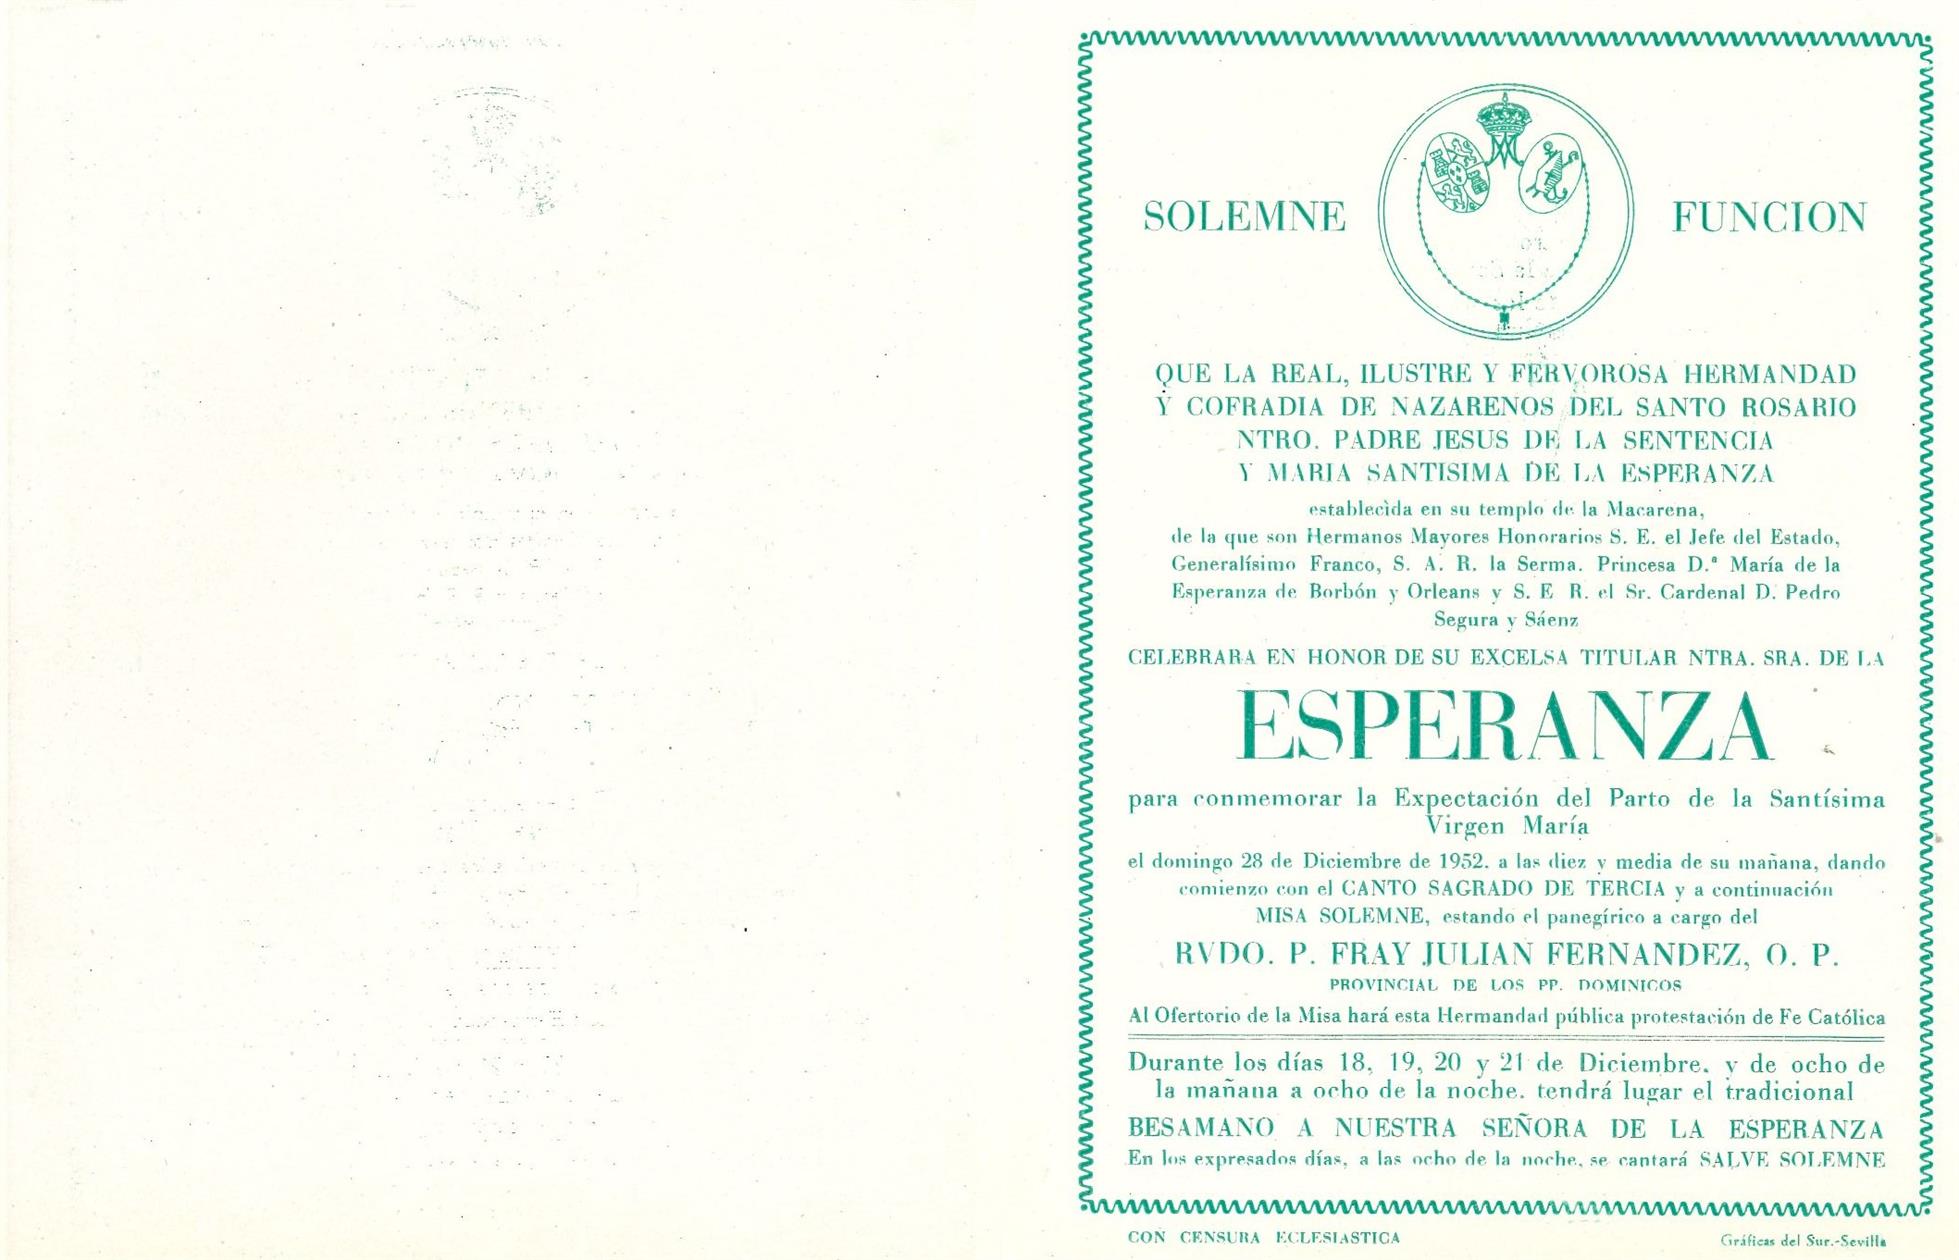 SOLEMNE FUNCION
QUE LA REAL, ILUSTRE Y FERVOROSA HERMANDAD
Y COFRADIA DE NAZARENOS DEL SANTO ROSARIO
NTRO. PADRE JESUS DE LA SENTENCIA
Y MARIA SANTISIMA DE LA ESPERANZA
establecida en su templo de la Macarena,
de la que son Hermanos Mayores Honorarios S. E. el Jefe del Estado,
Generalísimo Franco, S. A. R. la Serma. Princesa D.ª María de la
Esperanza de Borbón y Orleans y S. E R. el Sr. Cardenal D. Pedro
Segura y Sáenz
CELEBRARA EN HONOR DE SU EXCELSA TITULAR NTRA. SRA. DE LA
ESPERANZA
para conmemorar la Expectación del Parto de la Santísima
Virgen María
el domingo 28 de Diciembre de 1952. a las diez y media de su mañana, dando
comienzo con el CANTO SAGRADO DE TERCIA y a continuación
MISA SOLEMNE, estando el panegírico a cargo del
RVDO. P. FRAY JULIAN FERNANDEZ, O. P.
PROVINCIAL DE LOS PP. DOMINICOS
Al Ofertorio de la Misa hará esta Hermandad pública protestación de Fe Católica
Durante los días 18, 19, 20 y 21 de Diciembre. y de ocho de
la mañana a ocho de la noche. tendrá lugar el tradicional
BESAMANO A NUESTRA SEÑORA DE LA ESPERANZA
En los expresados días, a las ocho de la noche, se cantará SALVE SOLEMNE
CON CENSURA ECLESIASTICA
Gráficas del Sur.-Sevilla